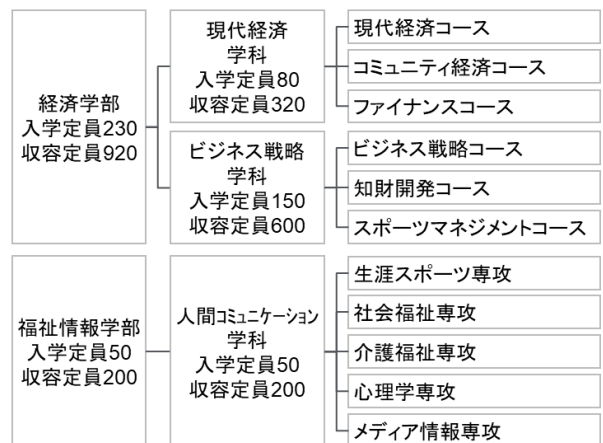 経済学部
入学定員230
収容定員920
現代経済
学科
入学定員80
収容定員320
現代経済コース
コミュニティ経済コース
ファイナンスコース
ビジネス戦略
学科
入学定員150
収容定員600
ビジネス戦略コース
知財開発コース
スポーツマネジメントコース
福祉情報学部
入学定員50
収容定員200
人間ｺﾐｭﾆｹｰｼｮﾝ
学科
入学定員50
収容定員200
生涯スポーツ専攻
社会福祉専攻
介護福祉専攻
心理学専攻
メディア情報専攻